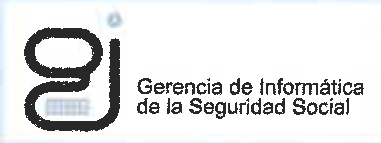 Gerencia de Informática
de la Seguridad Social